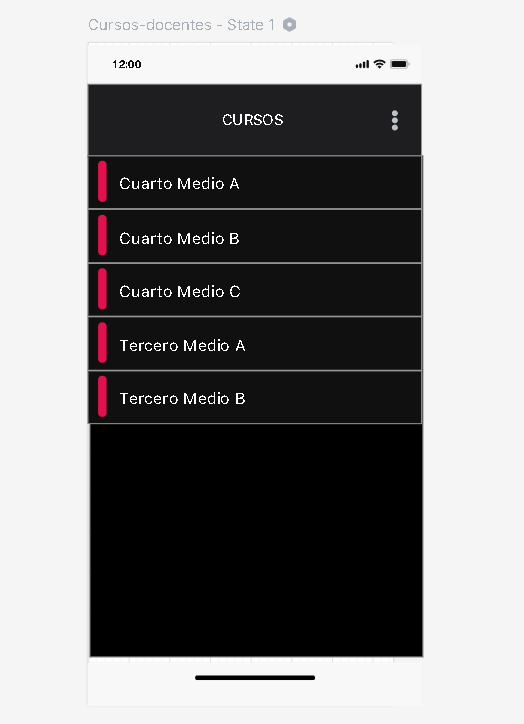 Cursos-docentes - State 1
12:00
CURSOS
Cuarto Medio A
Cuarto Medio B
Cuarto Medio C
Tercero Medio A
Tercero Medio B